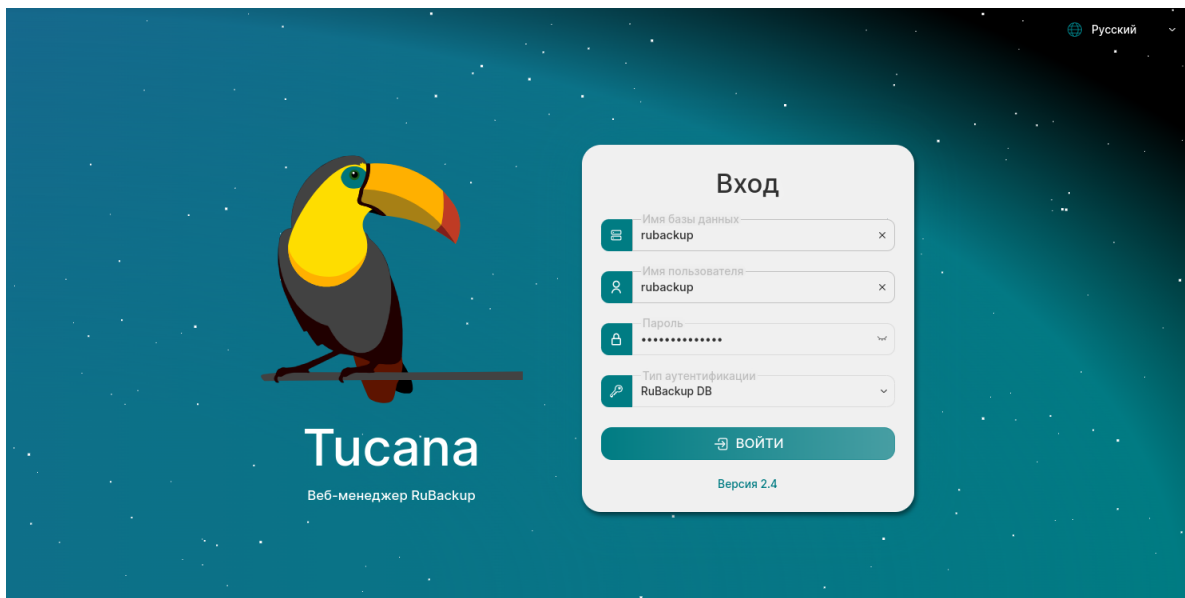 Русский
Вход
Имя базы данных
rubackup
Имя пользователя
rubackup
Пароль
••••••••••••••
Тип аутентификации
RuBackup DB
ВОЙТИ
Версия 2.4
Tucana
Веб-менеджер RuBackup